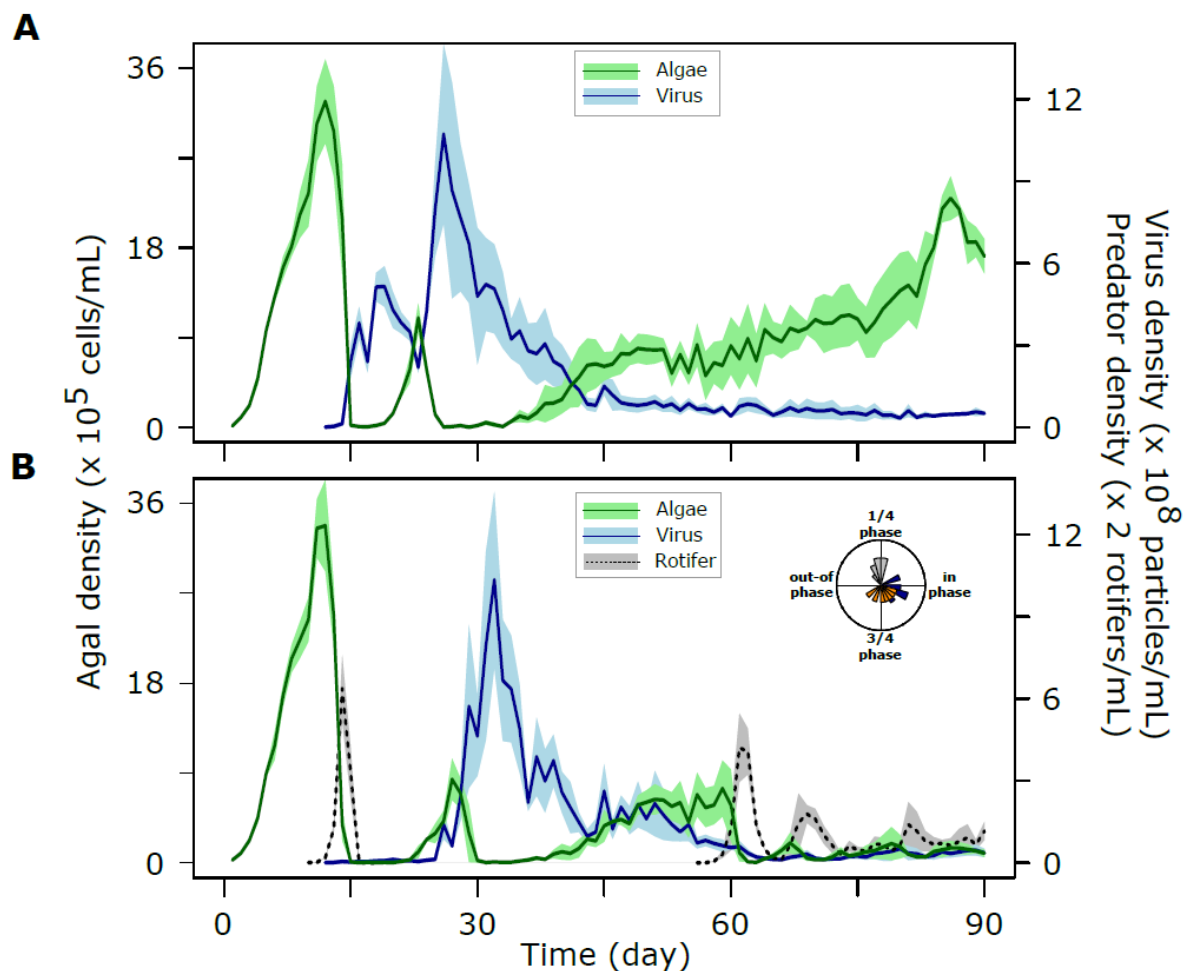 A
36
18
0
Algae
Virus
12
6
0
B
36
18
0
Algae
Virus
Rotifer
1/4
phase
out-of
phase
in
phase
3/4
phase
12
6
0
0
30
60
90
Time (day)
Agal density (x 10⁵ cells/mL)
Virus density (x 10⁸ particles/mL)
Predator density (x 2 rotifers/mL)